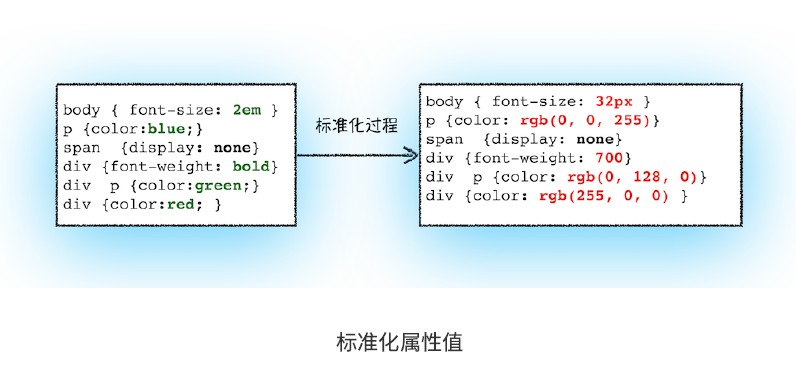 body { font-size: 2em }
p {color:blue;}
span  {display: none}
div {font-weight: bold}
div  p {color:green;}
div {color:red; }
标准化过程
body { font-size: 32px }
p {color: rgb(0, 0, 255)}
span  {display: none}
div {font-weight: 700}
div  p {color: rgb(0, 128, 0)}
div {color: rgb(255, 0, 0) }
标准化属性值